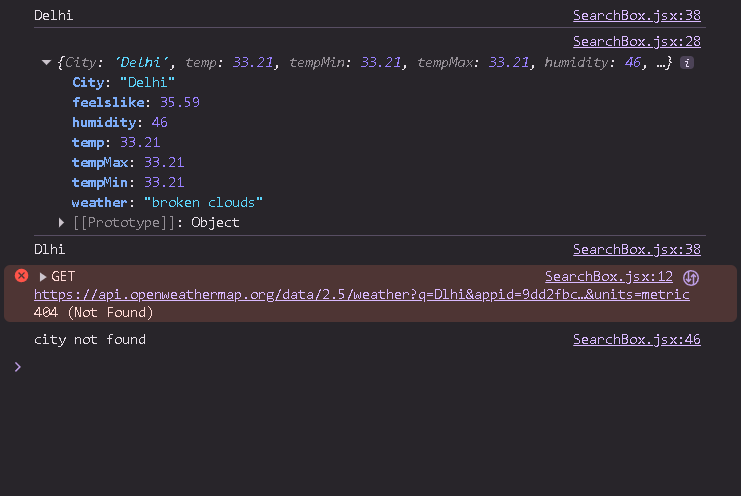 Delhi SearchBox.jsx:38
SearchBox.jsx:28
{City: 'Delhi', temp: 33.21, tempMin: 33.21, tempMax: 33.21, humidity: 46, …} i
City: "Delhi"
feelslike: 35.59
humidity: 46
temp: 33.21
tempMax: 33.21
tempMin: 33.21
weather: "broken clouds"
[[Prototype]]: Object
Dlhi SearchBox.jsx:38
GET SearchBox.jsx:12
https://api.openweathermap.org/data/2.5/weather?q=Dlhi&appid=9dd2fbc…&units=metric
404 (Not Found)
city not found SearchBox.jsx:46